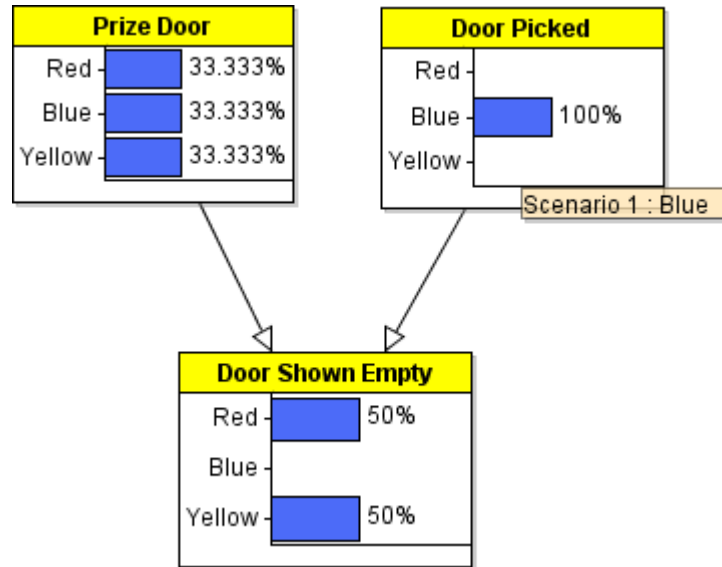 Prize Door
Red 33.333%
Blue 33.333%
Yellow 33.333%
Door Picked
Red
Blue 100%
Yellow
Scenario 1 : Blue
Door Shown Empty
Red 50%
Blue
Yellow 50%